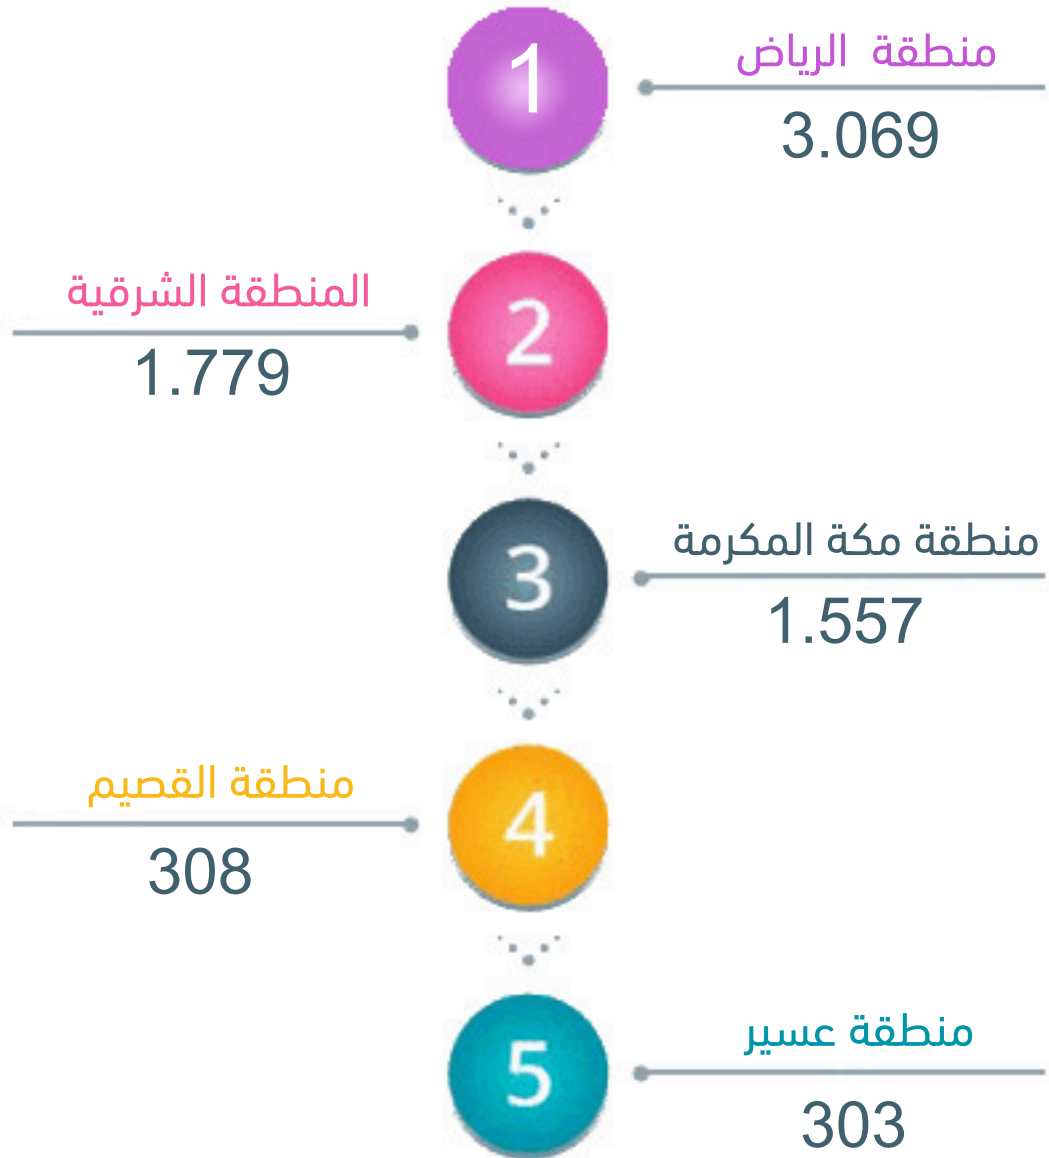 1
منطقة الرياض
3.069
2
المنطقة الشرقية
1.779
3
منطقة مكة المكرمة
1.557
4
منطقة القصيم
308
5
منطقة عسير
303